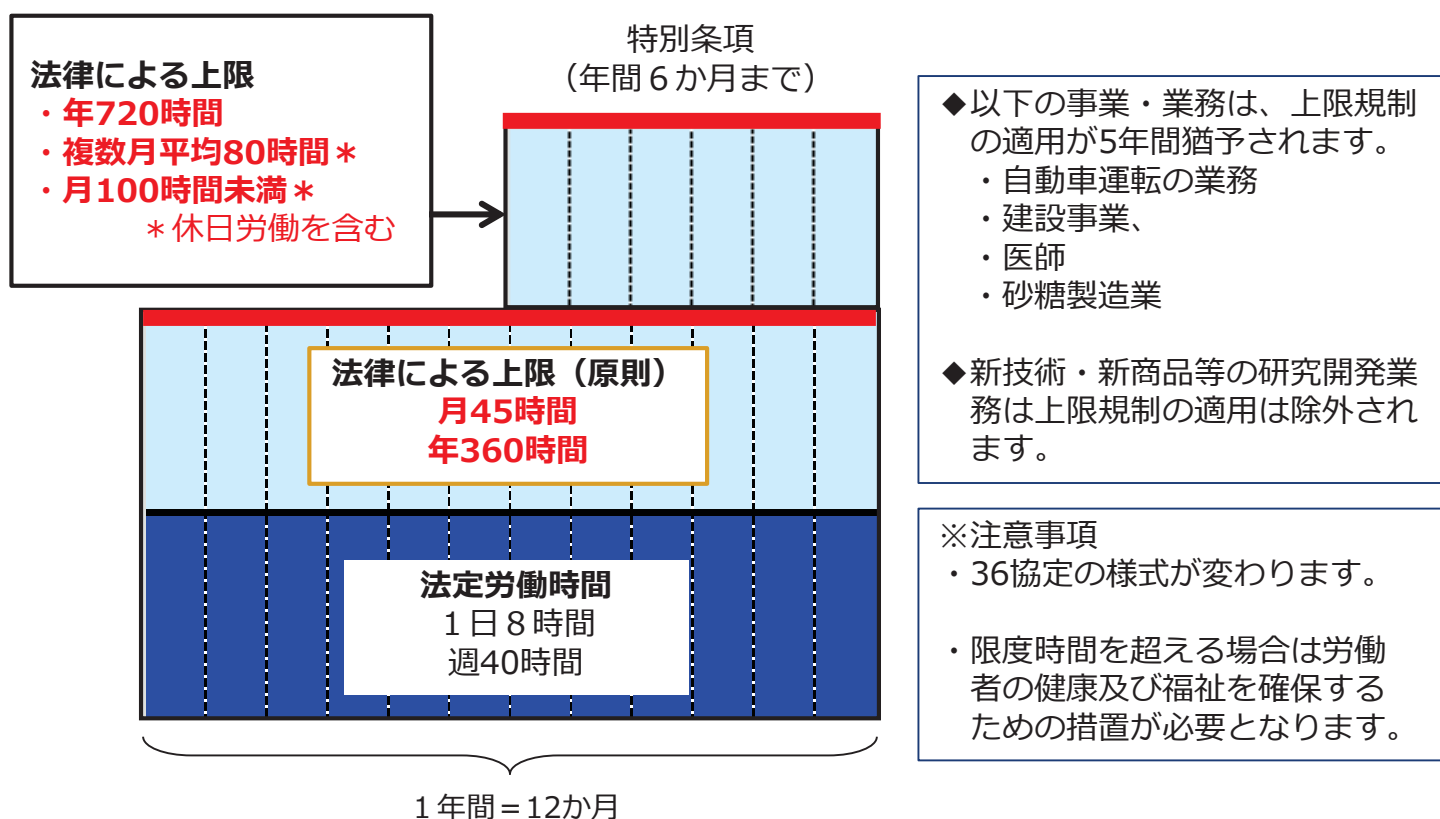 法律による上限
・年720時間
・複数月平均80時間＊
・月100時間未満＊
＊休日労働を含む
特別条項
（年間６か月まで）
法律による上限（原則）
月45時間
年360時間
法定労働時間
１日８時間
週40時間
１年間＝12か月
◆以下の事業・業務は、上限規制
の適用が5年間猶予されます。
・自動車運転の業務
・建設事業、
・医師
・砂糖製造業
◆新技術・新商品等の研究開発業
務は上限規制の適用は除外され
ます。
※注意事項
・36協定の様式が変わります。
・限度時間を超える場合は労働
者の健康及び福祉を確保する
ための措置が必要となります。